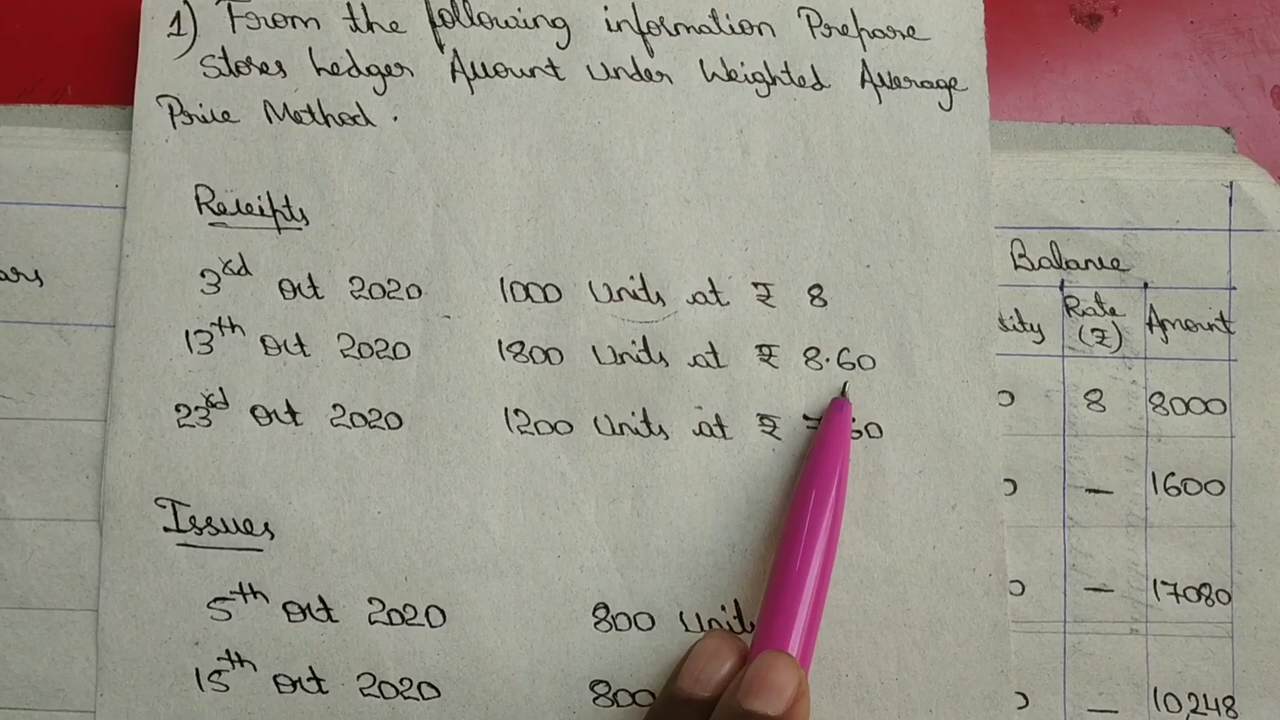 1) From the following information Prepare
Stores Ledger Account under Weighted Average
Price Method.
Receipts
3rd Oct 2020 1000 Units at ₹ 8
13th Oct 2020 1800 Units at ₹ 8.60
23rd Oct 2020 1200 Units at ₹
Issues
5th Oct 2020 800 Units
15th Oct 2020 800
Balance
Rate (₹) Amount
8 8000
— 1600
— 17080
— 10,248